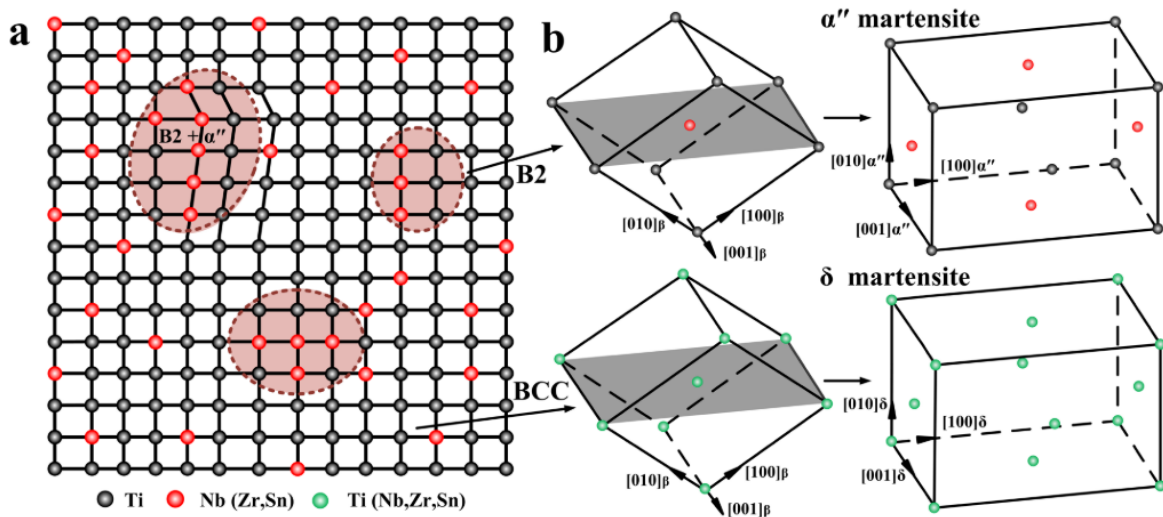 a
B2 + α″
B2
BCC
Ti
Nb (Zr,Sn)
Ti (Nb,Zr,Sn)
b
α″ martensite
[010]β
[100]β
[001]β
[010]α″
[100]α″
[001]α″
δ martensite
[010]β
[100]β
[001]β
[010]δ
[100]δ
[001]δ